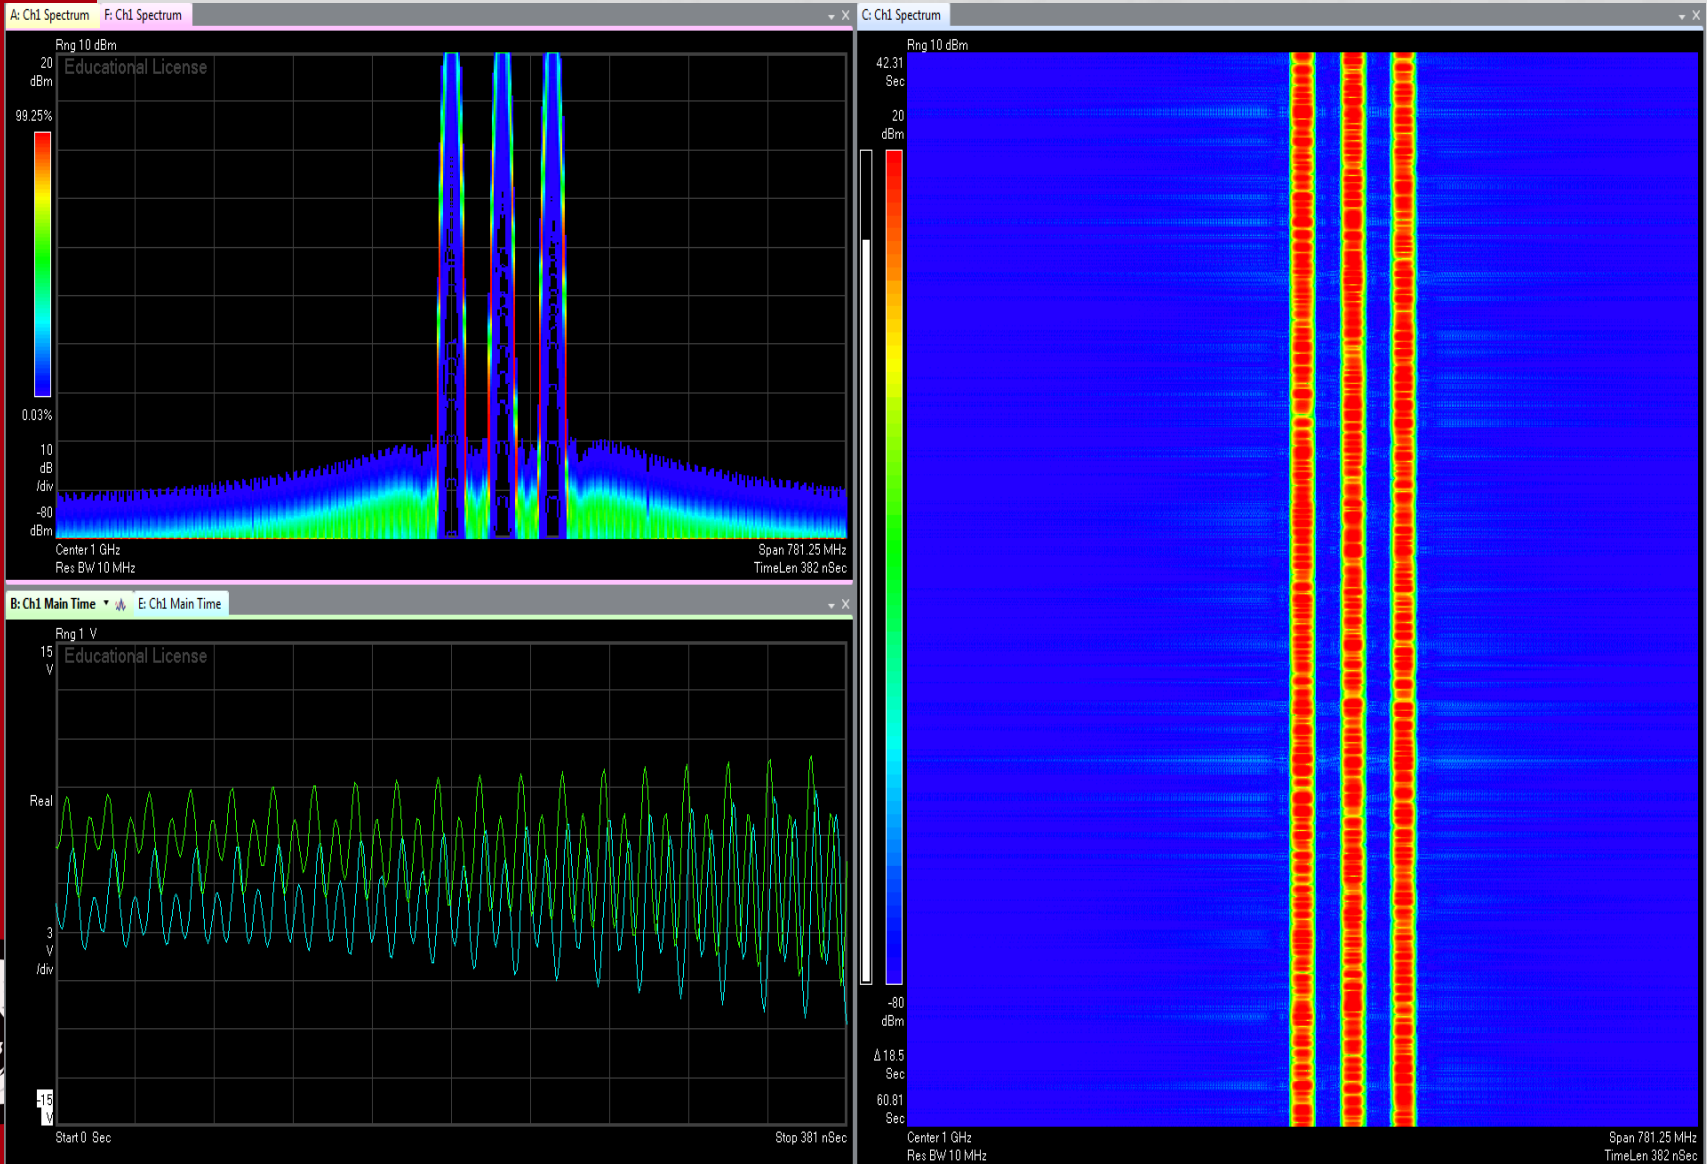 A: Ch1 Spectrum
F: Ch1 Spectrum
Rng 10 dBm
20
dBm
Educational License
99.25%
0.03%
10
dB
/div
-80
dBm
Center 1 GHz
Span 781.25 MHz
Res BW 10 MHz
TimeLen 382 nSec
B: Ch1 Main Time
E: Ch1 Main Time
Rng 1 V
15
V
Educational License
Real
3
V
/div
-15
V
Start 0 Sec
Stop 381 nSec
C: Ch1 Spectrum
Rng 10 dBm
42.31
Sec
20
dBm
-80
dBm
Δ 18.5
Sec
60.81
Sec
Center 1 GHz
Span 781.25 MHz
Res BW 10 MHz
TimeLen 382 nSec